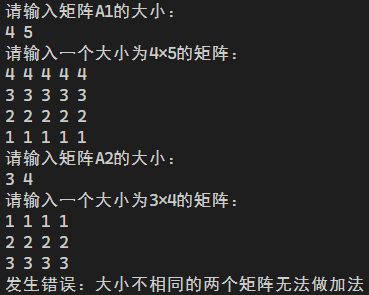 请输入矩阵A1的大小：
4 5
请输入一个大小为4×5的矩阵：
4 4 4 4 4
3 3 3 3 3
2 2 2 2 2
1 1 1 1 1
请输入矩阵A2的大小：
3 4
请输入一个大小为3×4的矩阵：
1 1 1 1
2 2 2 2
3 3 3 3
发生错误：大小不相同的两个矩阵无法做加法